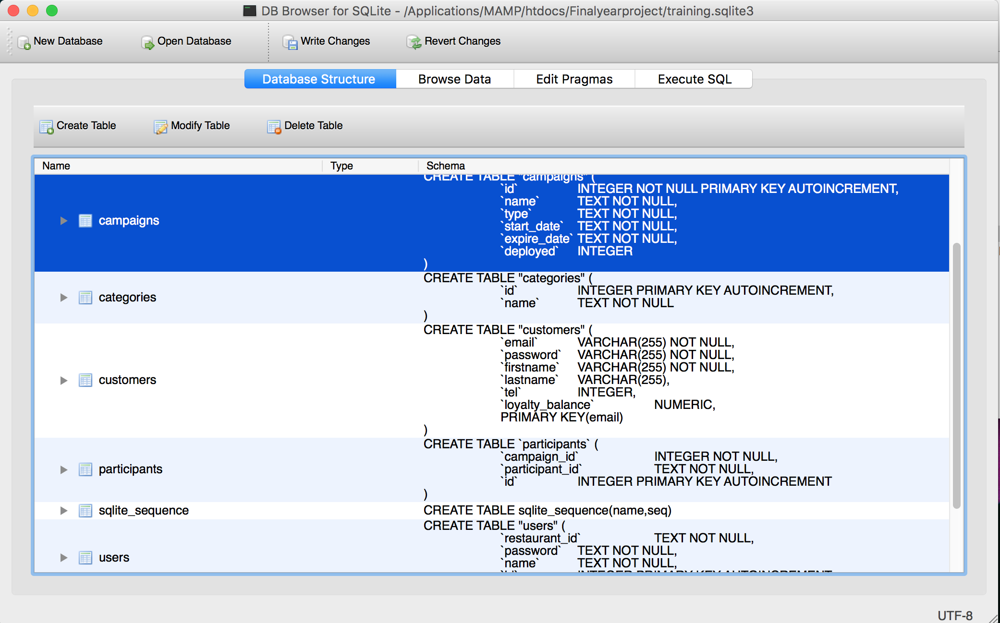 DB Browser for SQLite - /Applications/MAMP/htdocs/Finalyearproject/training.sqlite3
New Database Open Database Write Changes Revert Changes
Database Structure Browse Data Edit Pragmas Execute SQL
Create Table Modify Table Delete Table
Name Type Schema
campaigns
CREATE TABLE "campaigns" (
`id` INTEGER NOT NULL PRIMARY KEY AUTOINCREMENT,
`name` TEXT NOT NULL,
`type` TEXT NOT NULL,
`start_date` TEXT NOT NULL,
`expire_date` TEXT NOT NULL,
`deployed` INTEGER
)
categories
CREATE TABLE "categories" (
`id` INTEGER PRIMARY KEY AUTOINCREMENT,
`name` TEXT NOT NULL
)
customers
CREATE TABLE "customers" (
`email` VARCHAR(255) NOT NULL,
`password` VARCHAR(255) NOT NULL,
`firstname` VARCHAR(255) NOT NULL,
`lastname` VARCHAR(255),
`tel` INTEGER,
`loyalty_balance` NUMERIC,
PRIMARY KEY(email)
)
participants
CREATE TABLE `participants` (
`campaign_id` INTEGER NOT NULL,
`participant_id` TEXT NOT NULL,
`id` INTEGER PRIMARY KEY AUTOINCREMENT
)
sqlite_sequence
CREATE TABLE sqlite_sequence(name,seq)
users
CREATE TABLE "users" (
`restaurant_id` TEXT NOT NULL,
`password` TEXT NOT NULL,
`name` TEXT NOT NULL,
`id` INTEGER PRIMARY KEY AUTOINCREMENT
UTF-8